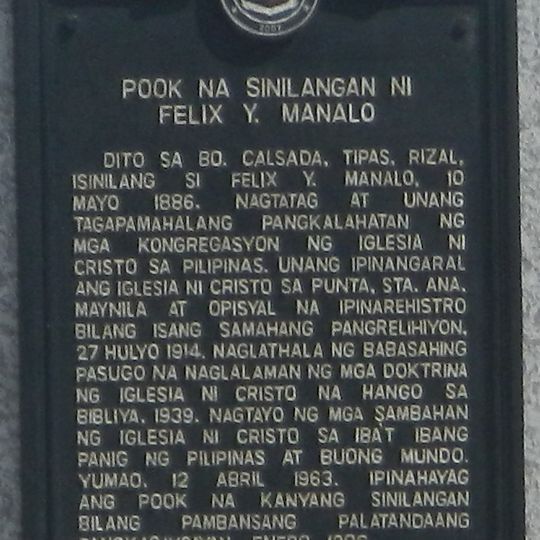 2007
POOK NA SINILANGAN NI
FELIX Y. MANALO
DITO SA BO. CALSADA, TIPAS, RIZAL,
ISINILANG SI FELIX Y. MANALO, 10
MAYO 1886. NAGTATAG AT UNANG
TAGAPAMAHALANG PANGKALAHATAN NG
MGA KONGREGASYON NG IGLESIA NI
CRISTO SA PILIPINAS. UNANG IPINANGARAL
ANG IGLESIA NI CRISTO SA PUNTA, STA. ANA,
MAYNILA AT OPISYAL NA IPINAREHISTRO
BILANG ISANG SAMAHANG PANGRELIHIYON,
27 HULYO 1914. NAGLATHALA NG BABASAHING
PASUGO NA NAGLALAMAN NG MGA DOKTRINA
NG IGLESIA NI CRISTO NA HANGO SA
BIBLIYA, 1939. NAGTAYO NG MGA SAMBAHAN
NG IGLESIA NI CRISTO SA IBA'T IBANG
PANIG NG PILIPINAS AT BUONG MUNDO.
YUMAO, 12 ABRIL 1963. IPINAHAYAG
ANG POOK NA KANYANG SINILANGAN
BILANG PAMBANSANG PALATANDAANG